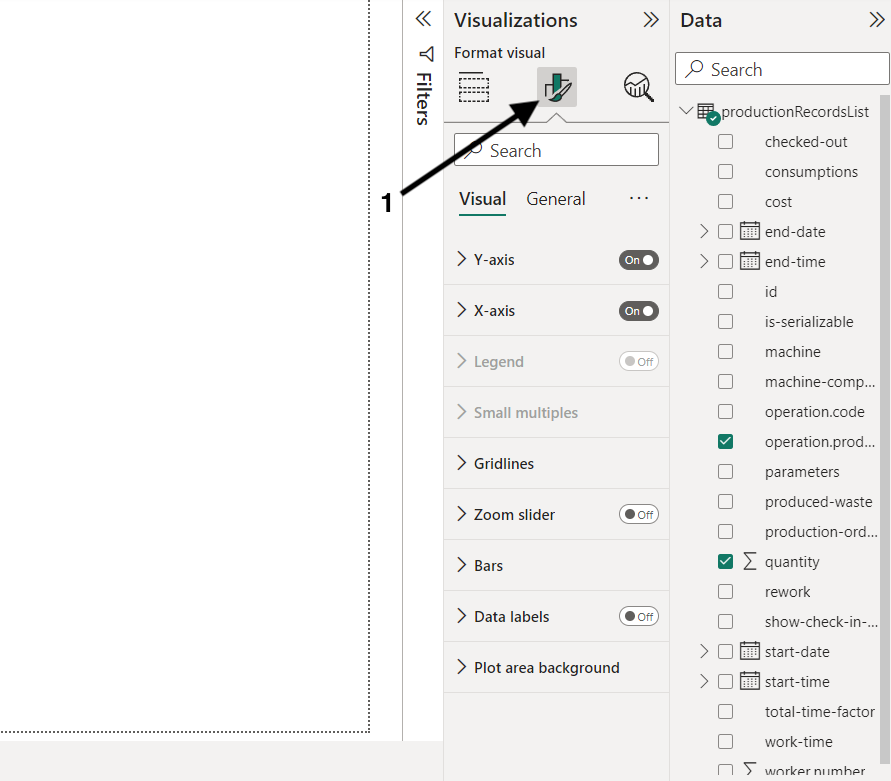 Visualizations
Format visual
Filters
1
Search
Visual General ...
Y-axis On
X-axis On
Legend Off
Small multiples
Gridlines
Zoom slider Off
Bars
Data labels Off
Plot area background
Data
Search
productionRecordsList
checked-out
consumptions
cost
end-date
end-time
id
is-serializable
machine
machine-comp...
operation.code
operation.prod...
parameters
produced-waste
production-ord...
quantity
rework
show-check-in-...
start-date
start-time
total-time-factor
work-time
worker.number